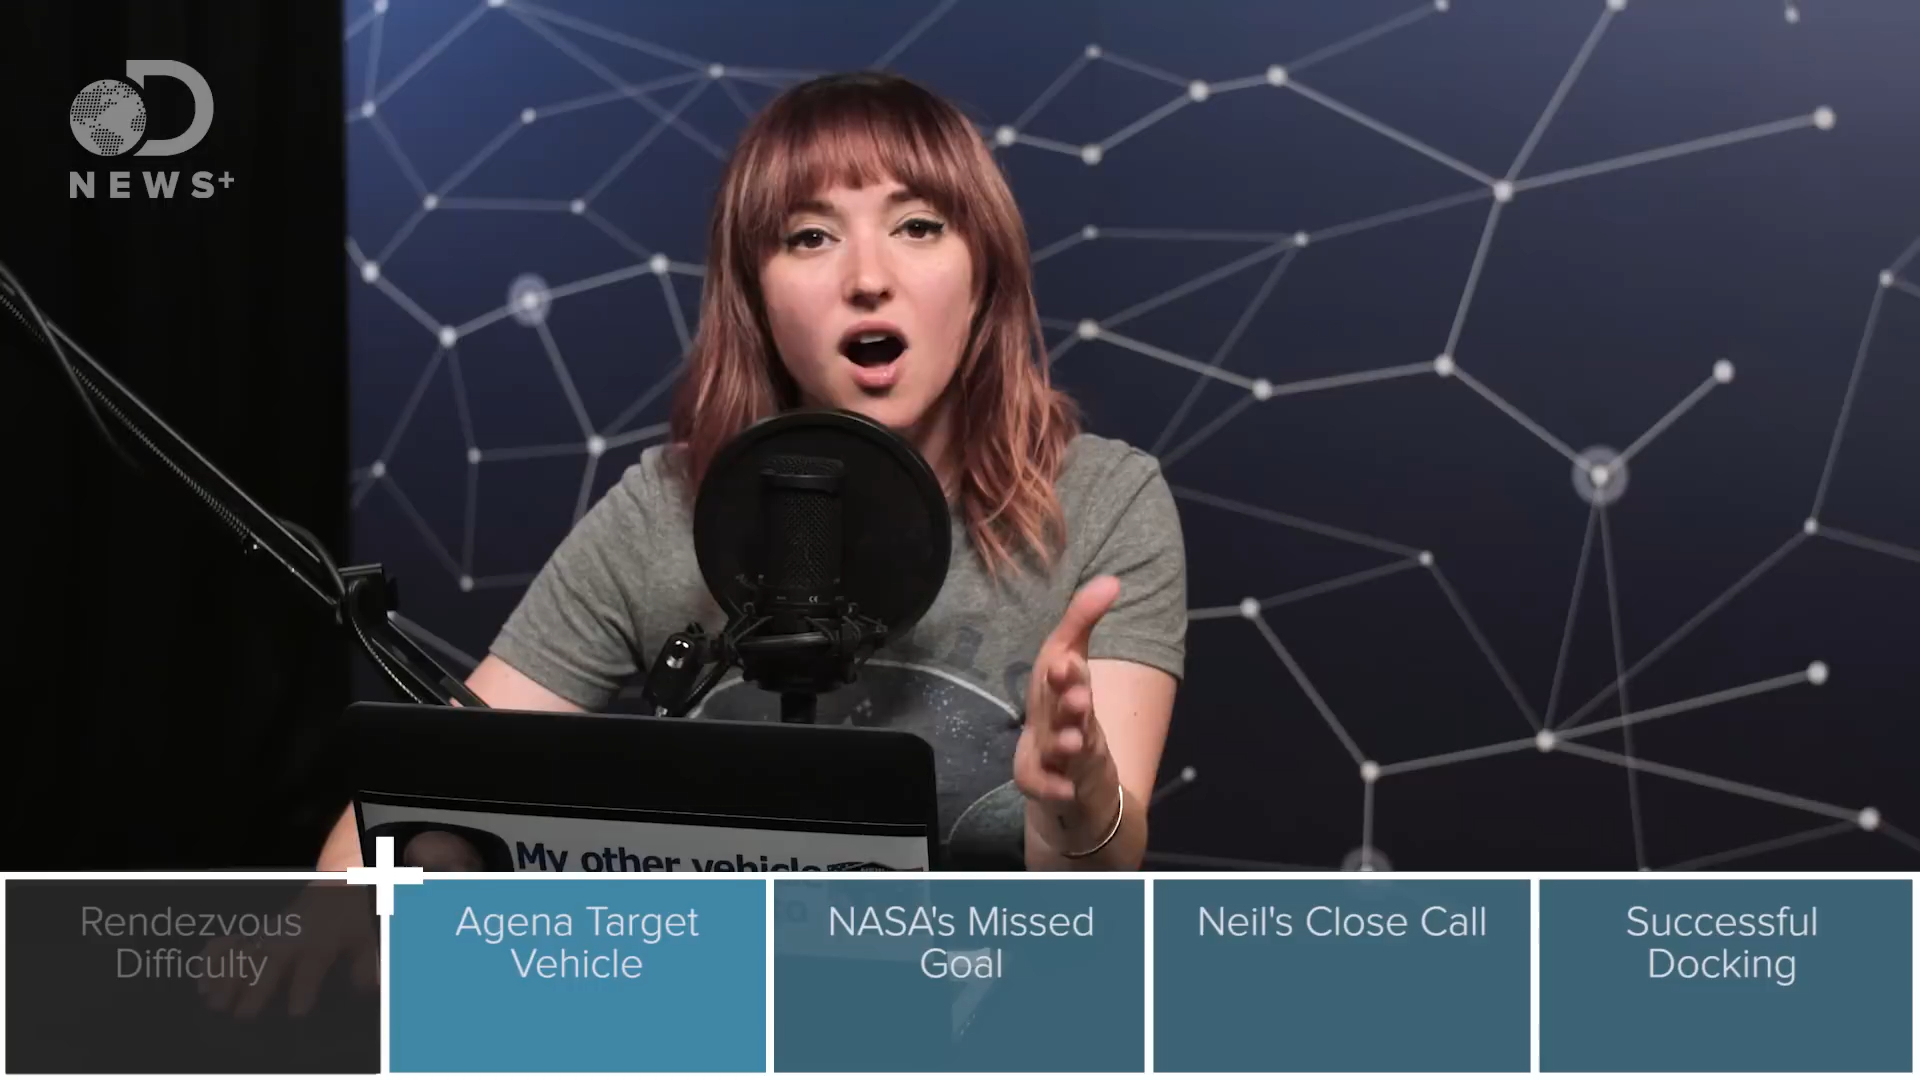 NEWS+
My other vehicle
Rendezvous
Difficulty
Agena Target
Vehicle
NASA's Missed
Goal
Neil's Close Call
Successful
Docking